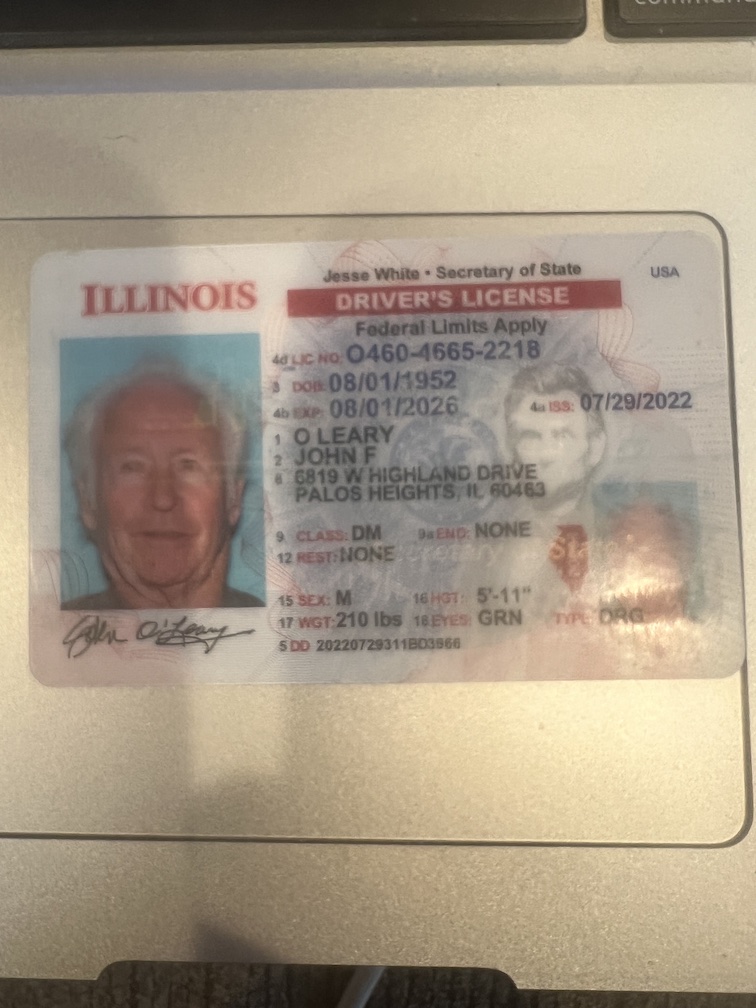 command
Jesse White • Secretary of State
USA
ILLINOIS
DRIVER'S LICENSE
Federal Limits Apply
4d LIC NO: O460-4665-2218
3 DOB: 08/01/1952
4b EXP: 08/01/2026 4a ISS: 07/29/2022
1 O LEARY
2 JOHN F
8 6819 W HIGHLAND DRIVE
PALOS HEIGHTS, IL 60463
9 CLASS: DM 9a END: NONE
12 REST: NONE
15 SEX: M 16 HGT: 5'-11"
17 WGT: 210 lbs 18 EYES: GRN TYPE: DRG
5 DD 20220729311BD3966
John O'Leary